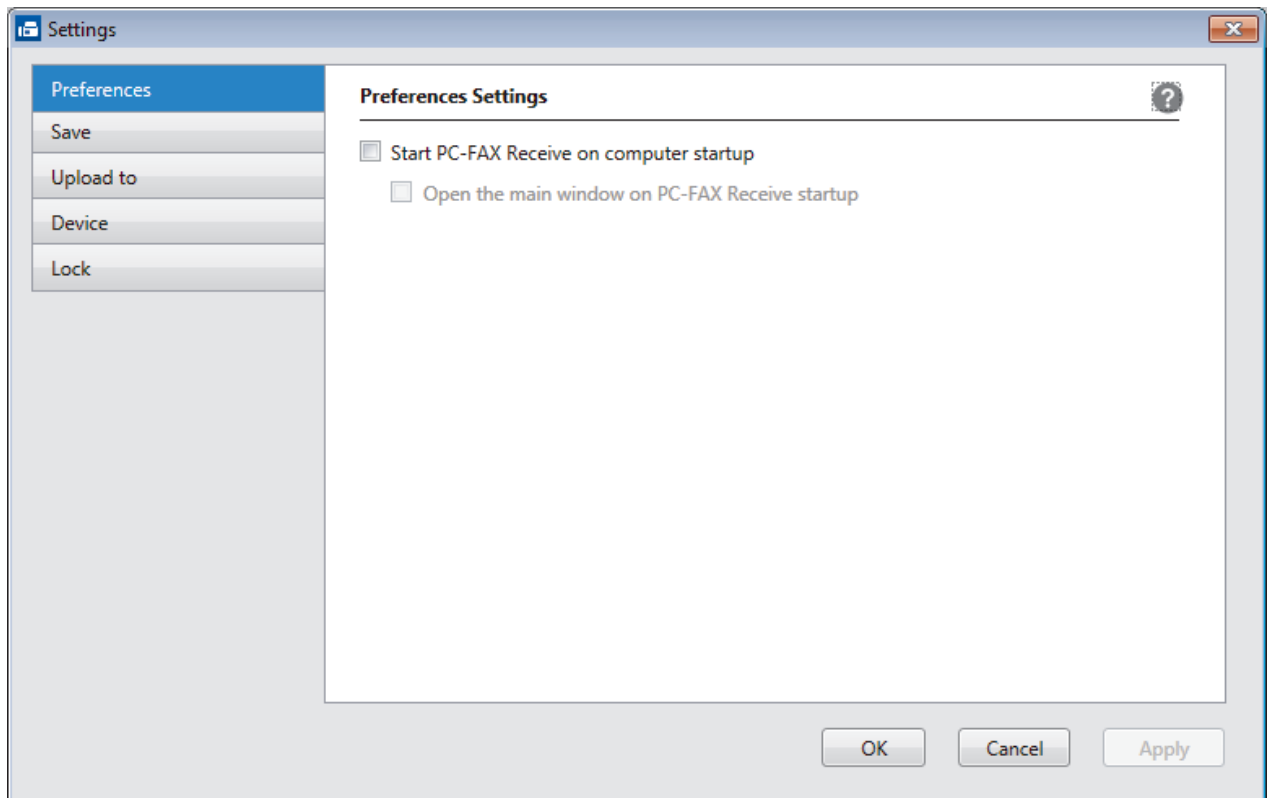 Settings
Preferences
Save
Upload to
Device
Lock
Preferences Settings
?
Start PC-FAX Receive on computer startup
Open the main window on PC-FAX Receive startup
OK
Cancel
Apply